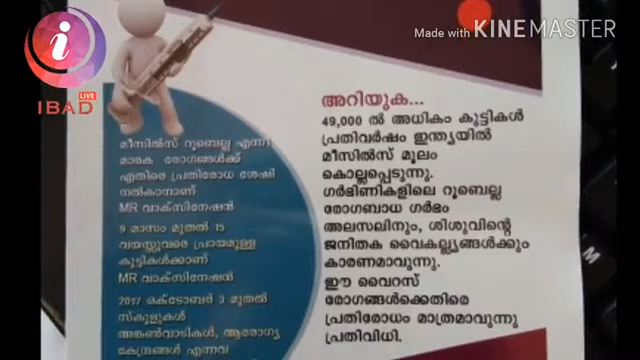 Made with KINEMASTER
i
LIVE
IBAD
മീസിൽസ് റൂബെല്ല എന്നീ
മാരക രോഗങ്ങൾക്ക്
എതിരെ പ്രതിരോധ ശേഷി
നൽകാനാണ്
MR വാക്സിനേഷൻ
9 മാസം മുതൽ 15
വയസ്സുവരെ പ്രായമുള്ള
കുട്ടികൾക്കാണ്
MR വാക്സിനേഷൻ
2017 ഒക്ടോബർ 3 മുതൽ
സ്കൂളുകൾ
അങ്കൺവാടികൾ, ആരോഗ്യ
കേന്ദ്രങ്ങൾ എന്നവ
അറിയുക...
49,000 ൽ അധികം കുട്ടികൾ
പ്രതിവർഷം ഇന്ത്യയിൽ
മീസിൽസ് മൂലം
കൊല്ലപ്പെടുന്നു.
ഗർഭിണികളിലെ റൂബെല്ല
രോഗബാധ ഗർഭം
അലസലിനും, ശിശുവിന്റെ
ജനിതക വൈകല്ല്യങ്ങൾക്കും
കാരണമാവുന്നു.
ഈ വൈറസ്
രോഗങ്ങൾക്കെതിരെ
പ്രതിരോധം മാത്രമാവുന്നു
പ്രതിവിധി.
M